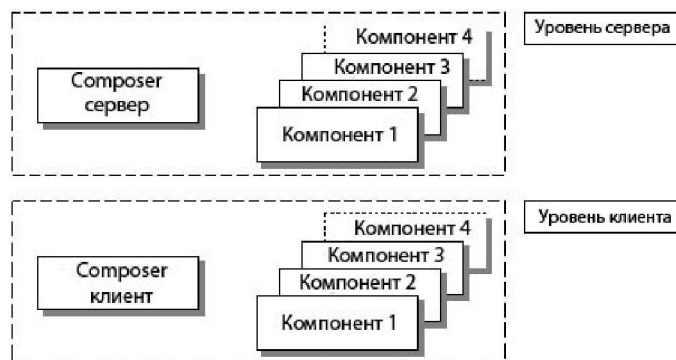 Компонент 4
Уровень сервера
Компонент 3
Composer
сервер
Компонент 2
Компонент 1
Уровень клиента
Компонент 4
Компонент 3
Composer
клиент
Компонент 2
Компонент 1